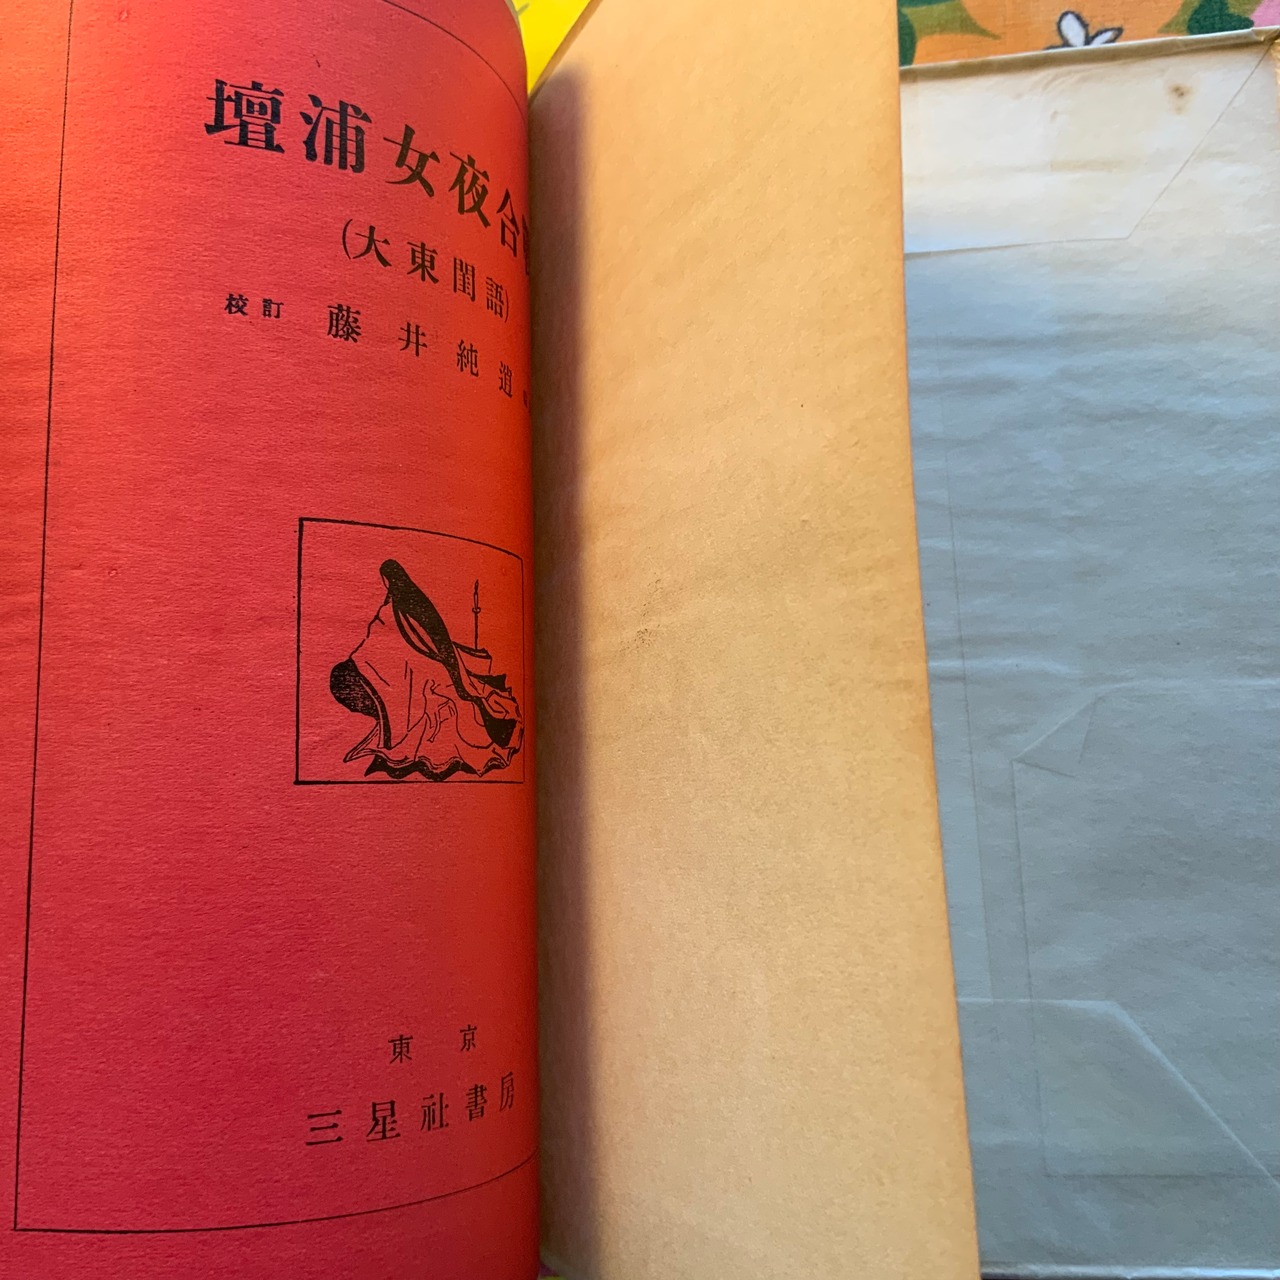 壇浦女夜合
(大東閨語)
校訂 藤井純逍
東京
三星社書房